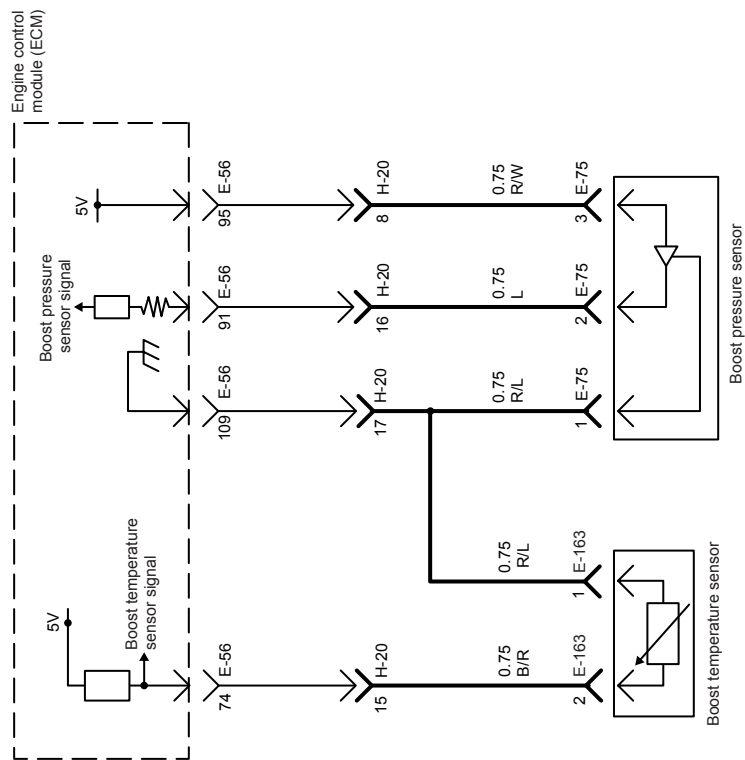 Engine control
module (ECM)
5V
Boost pressure
sensor signal
5V
Boost temperature
sensor signal
95
E-56
91
E-56
109
E-56
74
E-56
8
H-20
16
H-20
17
H-20
15
H-20
0.75
R/W
0.75
L
0.75
R/L
0.75
R/L
0.75
B/R
3
E-75
2
E-75
1
E-75
1
E-163
2
E-163
Boost pressure sensor
Boost temperature sensor